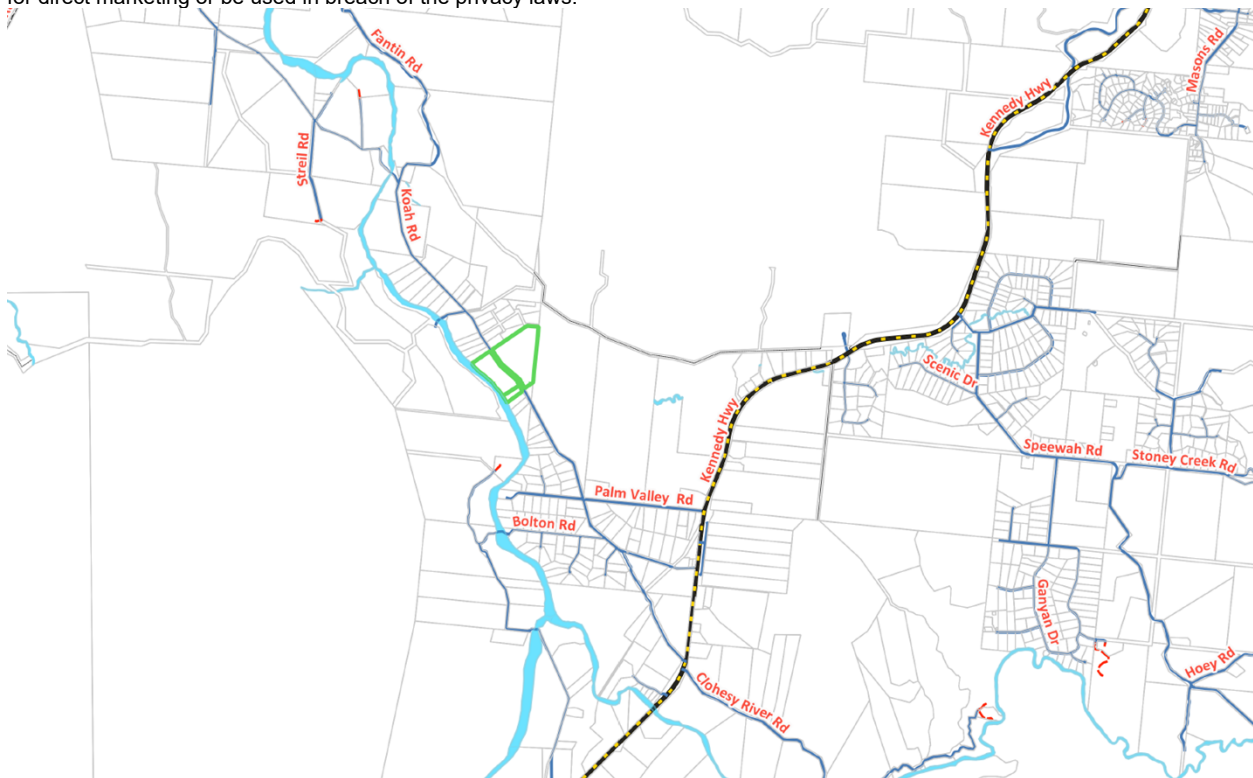 for direct marketing or be used in breach of the privacy laws.
Fantin Rd
Masons Rd
Kennedy Hwy
Streil Rd
Koah Rd
Scenic Dr
Kennedy Hwy
Speewah Rd
Stoney Creek Rd
Palm Valley Rd
Bolton Rd
Ganyan Dr
Hoey Rd
Clohesy River Rd